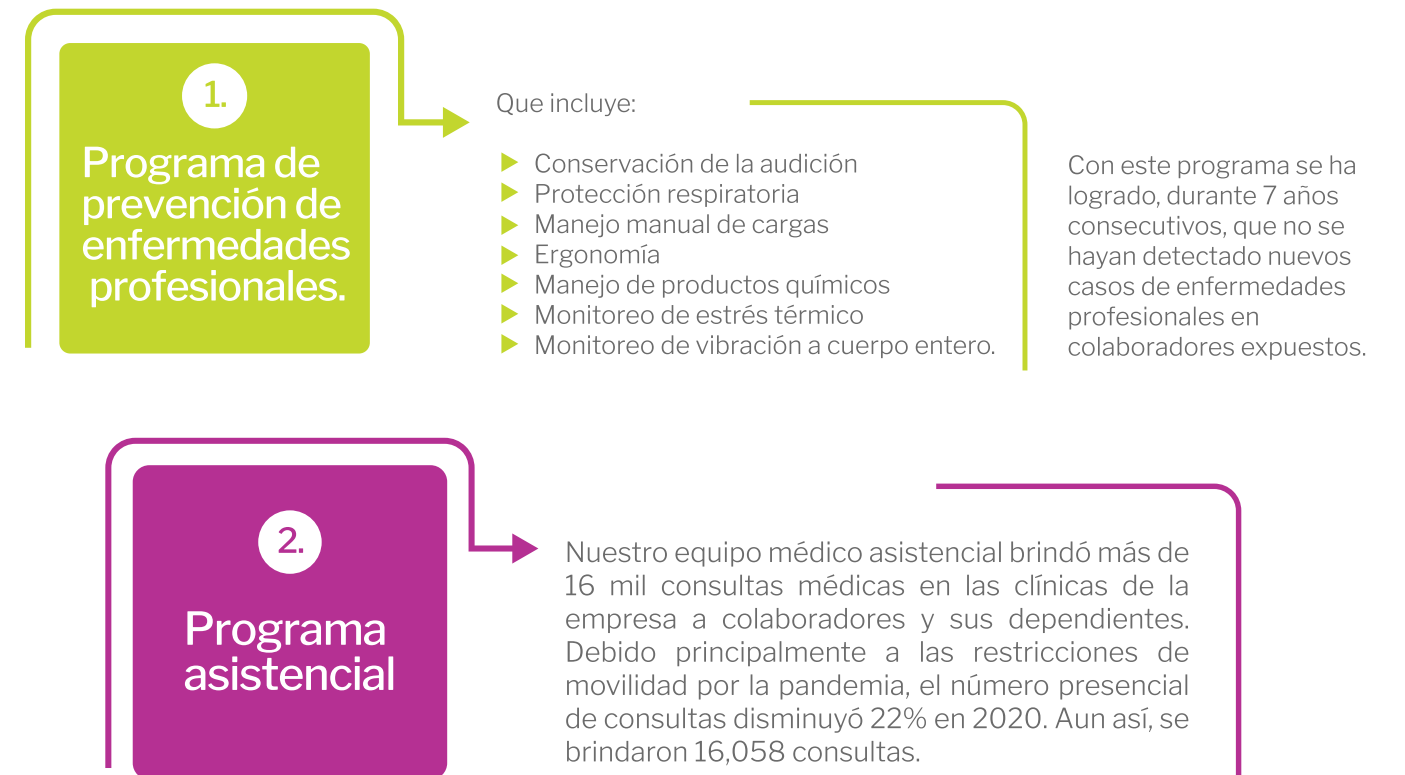 1.
Programa de
prevención de
enfermedades
profesionales.
Que incluye:
Conservación de la audición
Protección respiratoria
Manejo manual de cargas
Ergonomía
Manejo de productos químicos
Monitoreo de estrés térmico
Monitoreo de vibración a cuerpo entero.
Con este programa se ha
logrado, durante 7 años
consecutivos, que no se
hayan detectado nuevos
casos de enfermedades
profesionales en
colaboradores expuestos.
2.
Programa
asistencial
Nuestro equipo médico asistencial brindó más de
16 mil consultas médicas en las clínicas de la
empresa a colaboradores y sus dependientes.
Debido principalmente a las restricciones de
movilidad por la pandemia, el número presencial
de consultas disminuyó 22% en 2020. Aun así, se
brindaron 16,058 consultas.